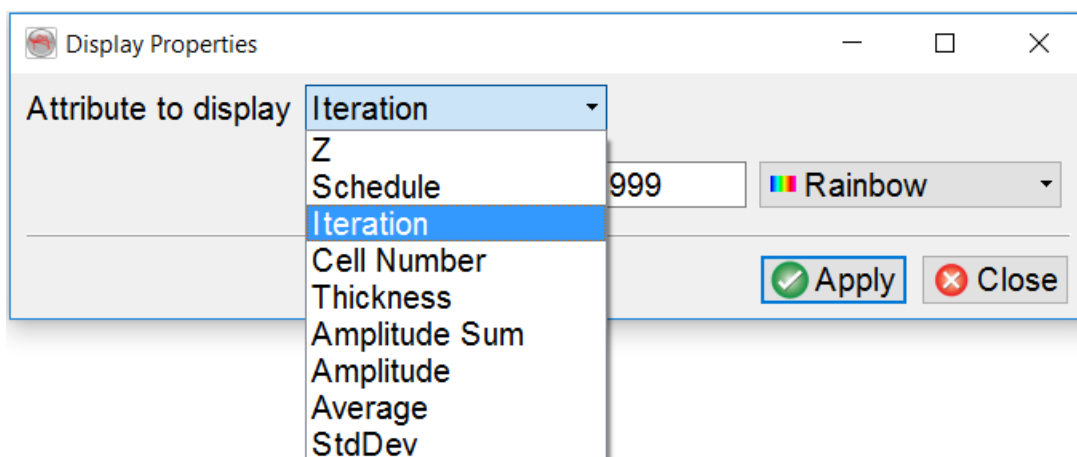 Display Properties
Attribute to display Iteration
Z
Schedule 999 Rainbow
Iteration
Cell Number
Thickness Apply Close
Amplitude Sum
Amplitude
Average
StdDev